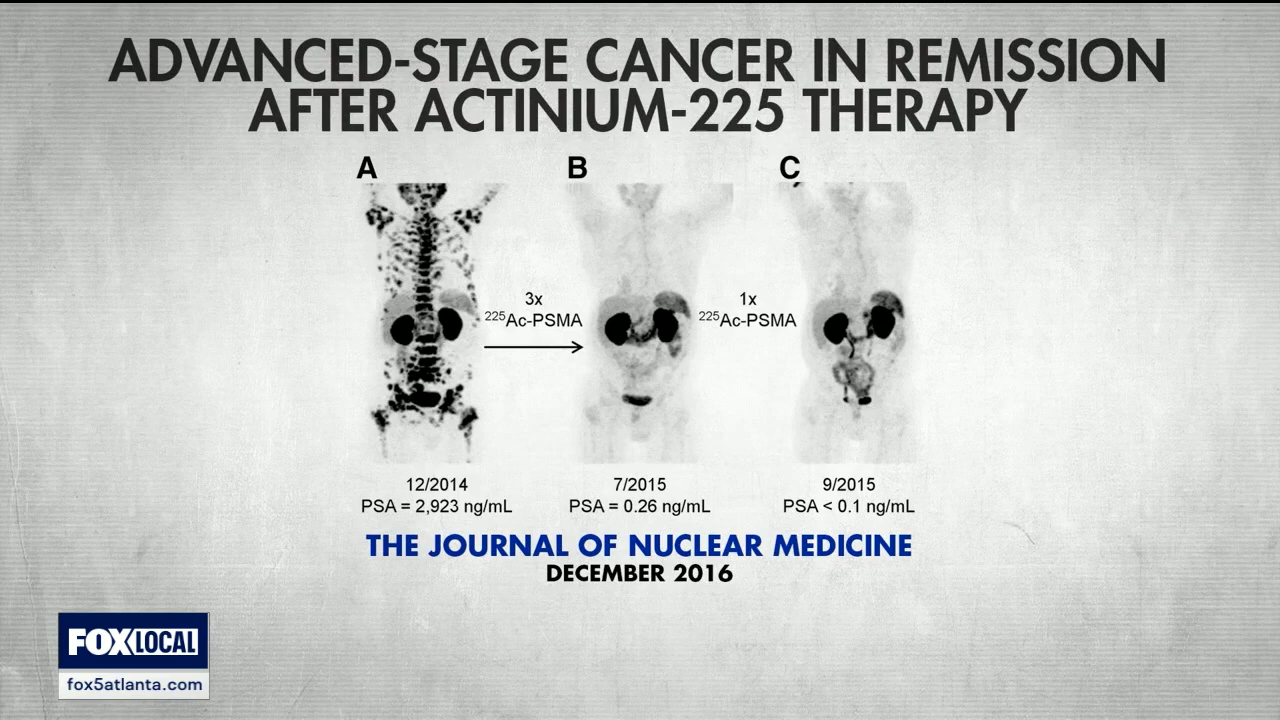 ADVANCED-STAGE CANCER IN REMISSION
AFTER ACTINIUM-225 THERAPY
A
B
C
3x
²²⁵Ac-PSMA
1x
²²⁵Ac-PSMA
12/2014
PSA = 2,923 ng/mL
7/2015
PSA = 0.26 ng/mL
9/2015
PSA < 0.1 ng/mL
THE JOURNAL OF NUCLEAR MEDICINE
DECEMBER 2016
FOX LOCAL
fox5atlanta.com